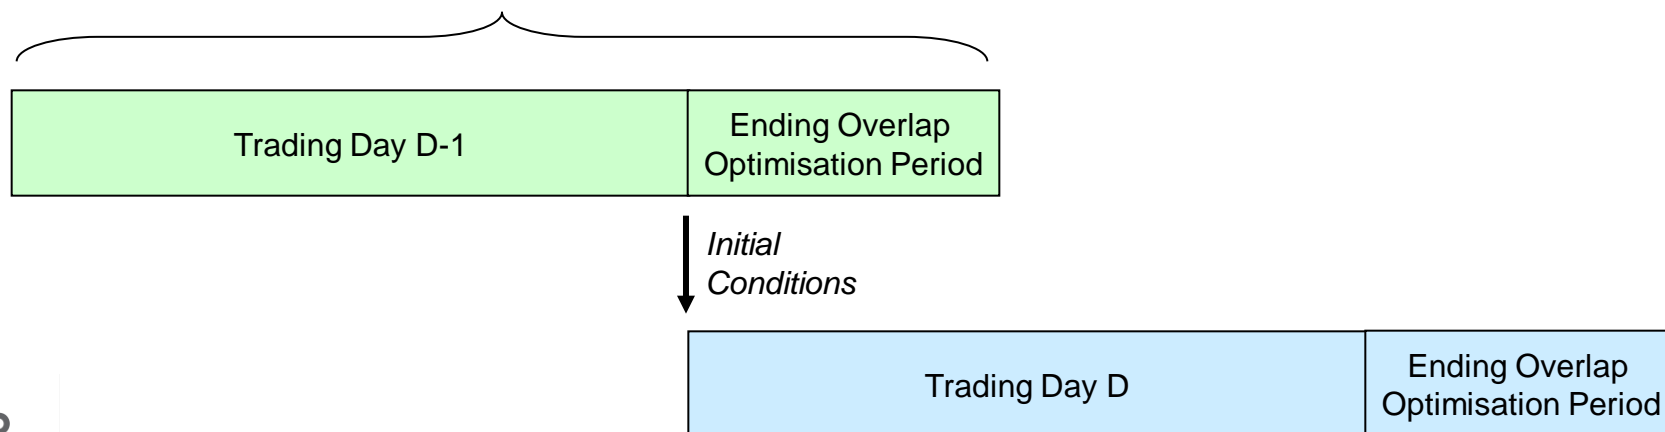 Trading Day D-1
Ending Overlap
Optimisation Period
Initial
Conditions
Trading Day D
Ending Overlap
Optimisation Period